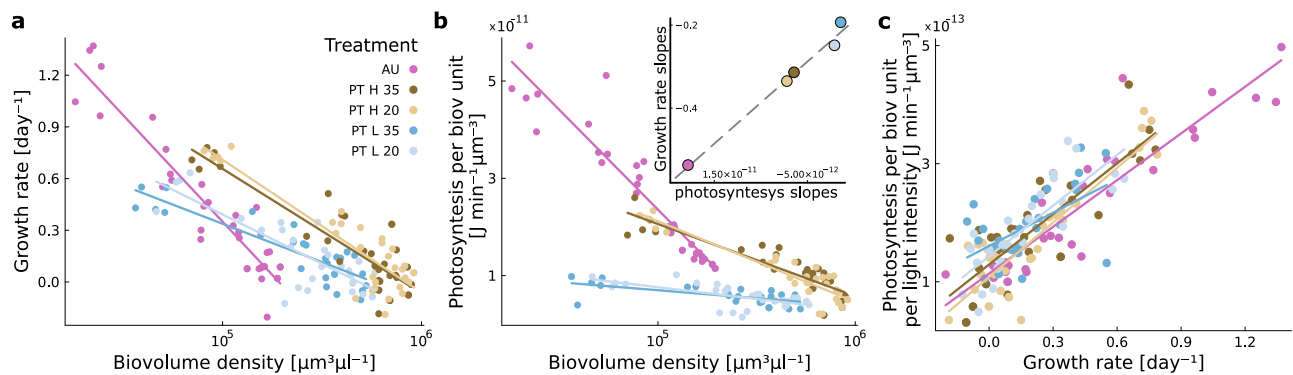 a
Growth rate [day⁻¹]
1.2
0.9
0.6
0.3
0.0
10⁵
10⁶
Biovolume density [µm³µl⁻¹]
Treatment
AU
PT H 35
PT H 20
PT L 35
PT L 20
b
×10⁻¹¹
Photosyntesis per biov unit
[J min⁻¹µm⁻³]
5
3
1
10⁵
10⁶
Biovolume density [µm³µl⁻¹]
Growth rate slopes
−0.2
−0.4
1.50×10⁻¹¹
-5.00×10⁻¹²
photosyntesys slopes
c
×10⁻¹³
Photosyntesis per biov unit
per light intensity [J min⁻¹µm⁻³]
5
3
1
0.0
0.3
0.6
0.9
1.2
Growth rate [day⁻¹]